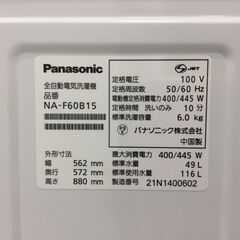 Panasonic
全自動電気洗濯機
品番
NA-F60B15
外形寸法
幅 562 mm
奥行 572 mm
高さ 880 mm
JET
定格電圧 100 V
定格周波数 50/60 Hz
電動機定格消費電力 400/445 W
定格時間 10 分
標準洗濯容量 6.0 kg
パナソニック株式会社
中国製
最大消費電力 400/445 W
標準水量 49 L
標準使用水量 116 L
製造番号 21N1400602